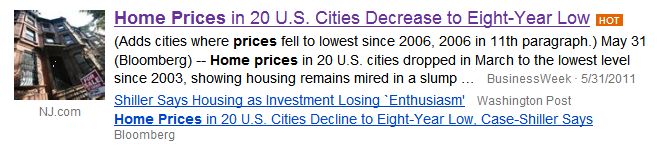 Home Prices in 20 U.S. Cities Decrease to Eight-Year Low HOT
(Adds cities where prices fell to lowest since 2006, 2006 in 11th paragraph.) May 31
(Bloomberg) -- Home prices in 20 U.S. cities dropped in March to the lowest level
since 2003, showing housing remains mired in a slump ... BusinessWeek · 5/31/2011
Shiller Says Housing as Investment Losing `Enthusiasm' Washington Post
NJ.com
Home Prices in 20 U.S. Cities Decline to Eight-Year Low, Case-Shiller Says
Bloomberg